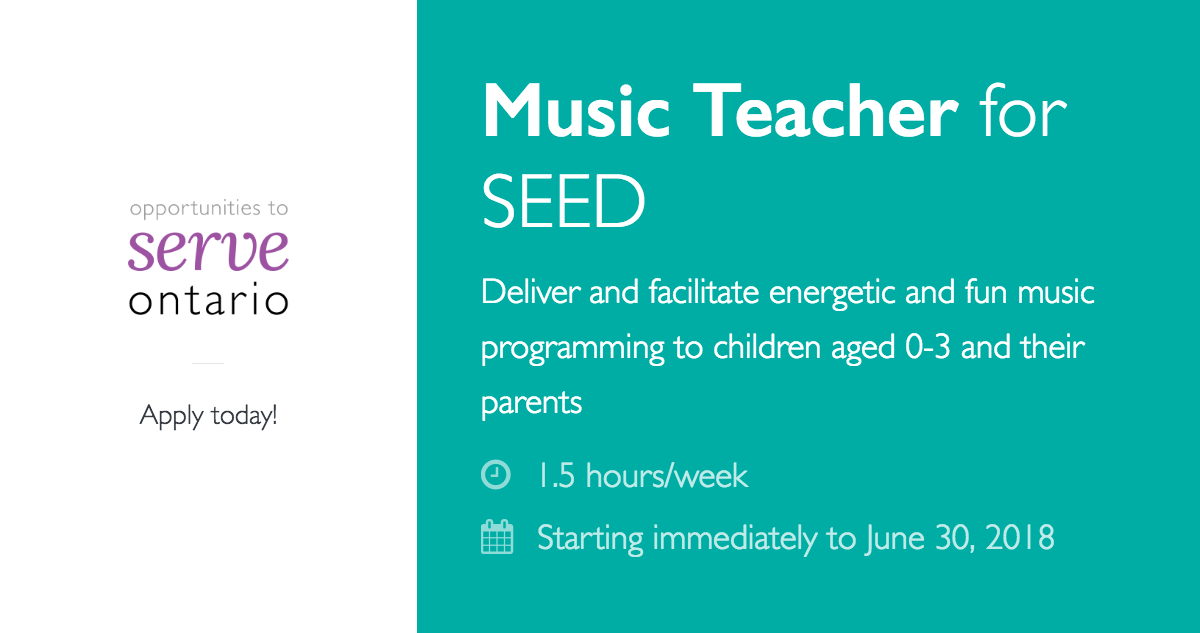 opportunities to
serve
ontario
Apply today!
Music Teacher for
SEED
Deliver and facilitate energetic and fun music
programming to children aged 0-3 and their
parents
1.5 hours/week
Starting immediately to June 30, 2018